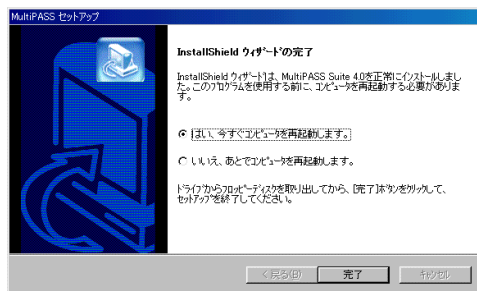 MultiPASS セットアップ
InstallShield ウィザードの完了
InstallShield ウィザードは、MultiPASS Suite 4.0を正常にインストールしまし
た。このプログラムを使用する前に、コンピュータを再起動する必要がありま
す。
はい、今すぐコンピュータを再起動します。
いいえ、あとでコンピュータを再起動します。
ドライブからフロッピーディスクを取り出してから、[完了]ボタンをクリックして、
セットアップを終了してください。
< 戻る(B)
完了
キャンセル